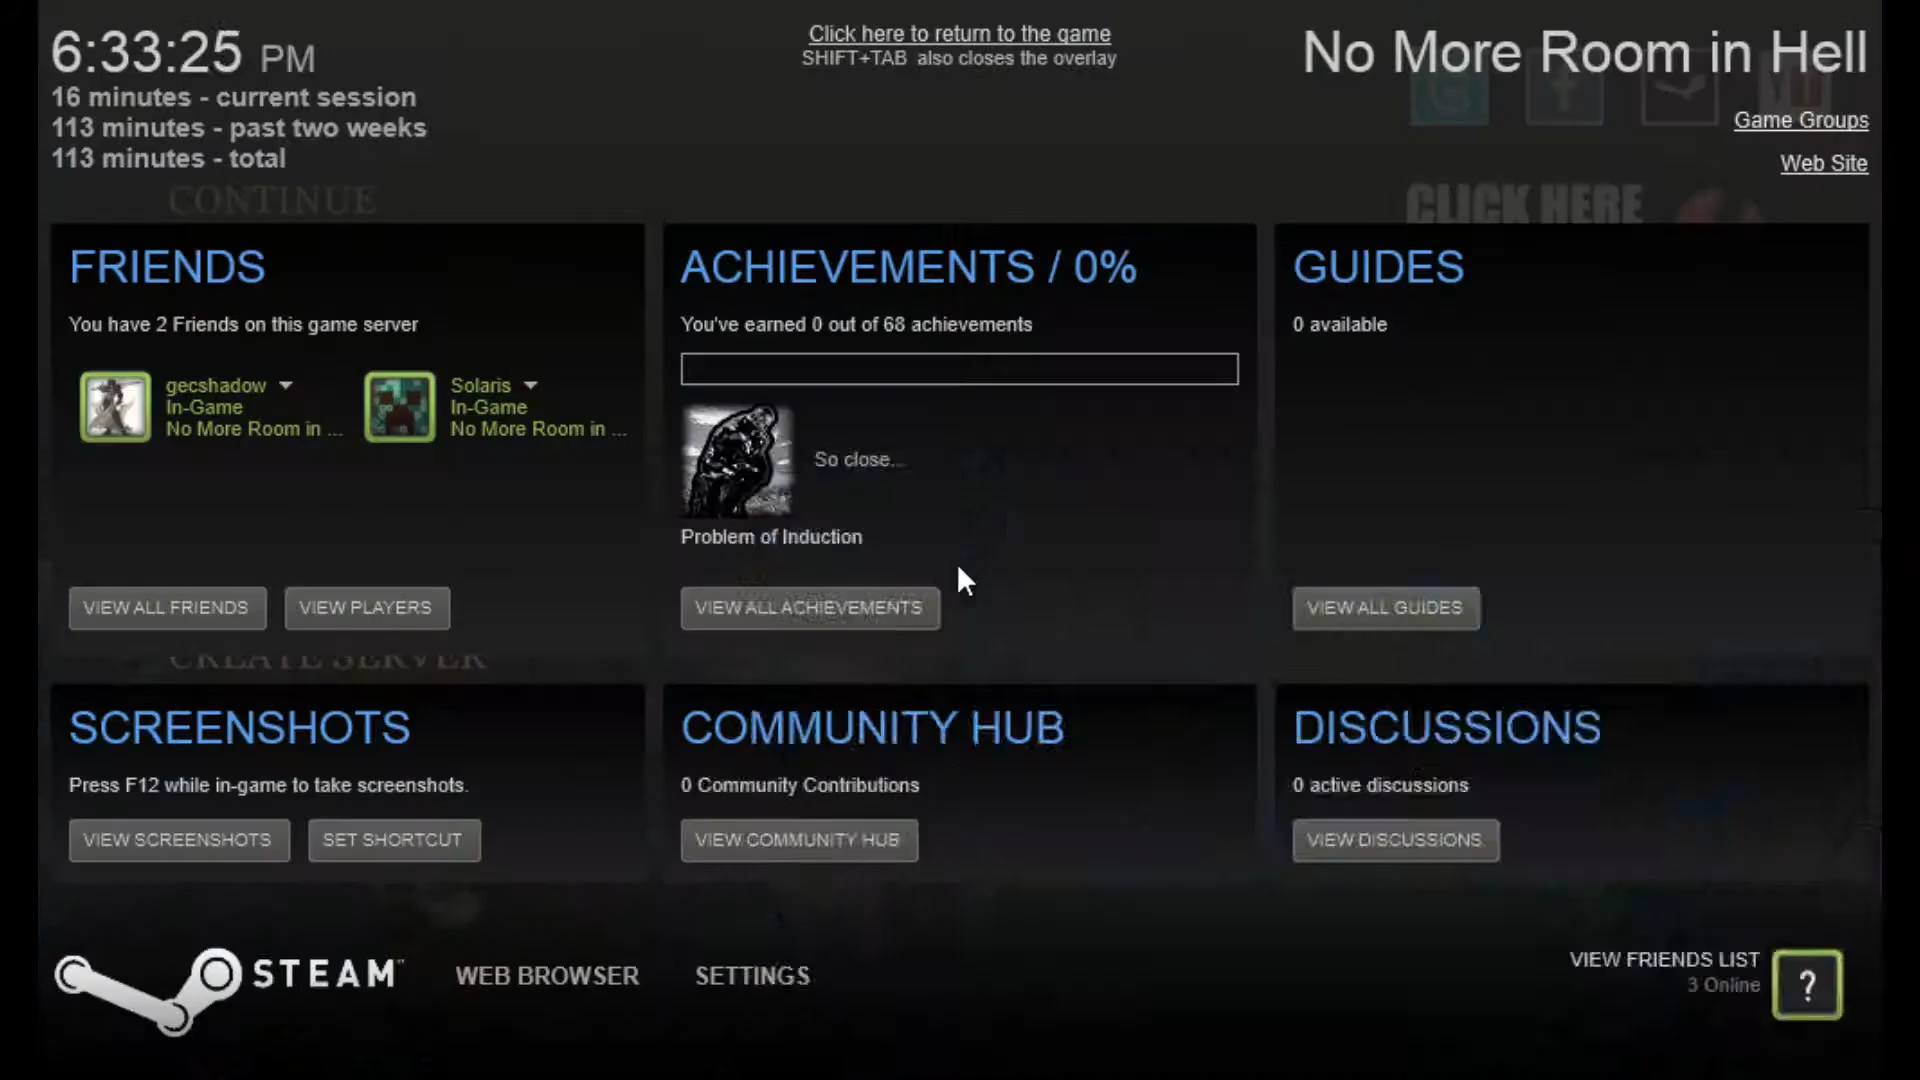 6:33:25 PM
16 minutes - current session
113 minutes - past two weeks
113 minutes - total
Click here to return to the game
SHIFT+TAB also closes the overlay
No More Room in Hell
Game Groups
Web Site
CONTINUE
CLICK HERE
FRIENDS
You have 2 Friends on this game server
gecshadow
In-Game
No More Room in ...
Solaris
In-Game
No More Room in ...
VIEW ALL FRIENDS
VIEW PLAYERS
ACHIEVEMENTS / 0%
You've earned 0 out of 68 achievements
So close...
Problem of Induction
VIEW ALL ACHIEVEMENTS
GUIDES
0 available
VIEW ALL GUIDES
CREATE SERVER
SCREENSHOTS
Press F12 while in-game to take screenshots.
VIEW SCREENSHOTS
SET SHORTCUT
COMMUNITY HUB
0 Community Contributions
VIEW COMMUNITY HUB
DISCUSSIONS
0 active discussions
VIEW DISCUSSIONS
STEAM™
WEB BROWSER
SETTINGS
VIEW FRIENDS LIST
3 Online
?